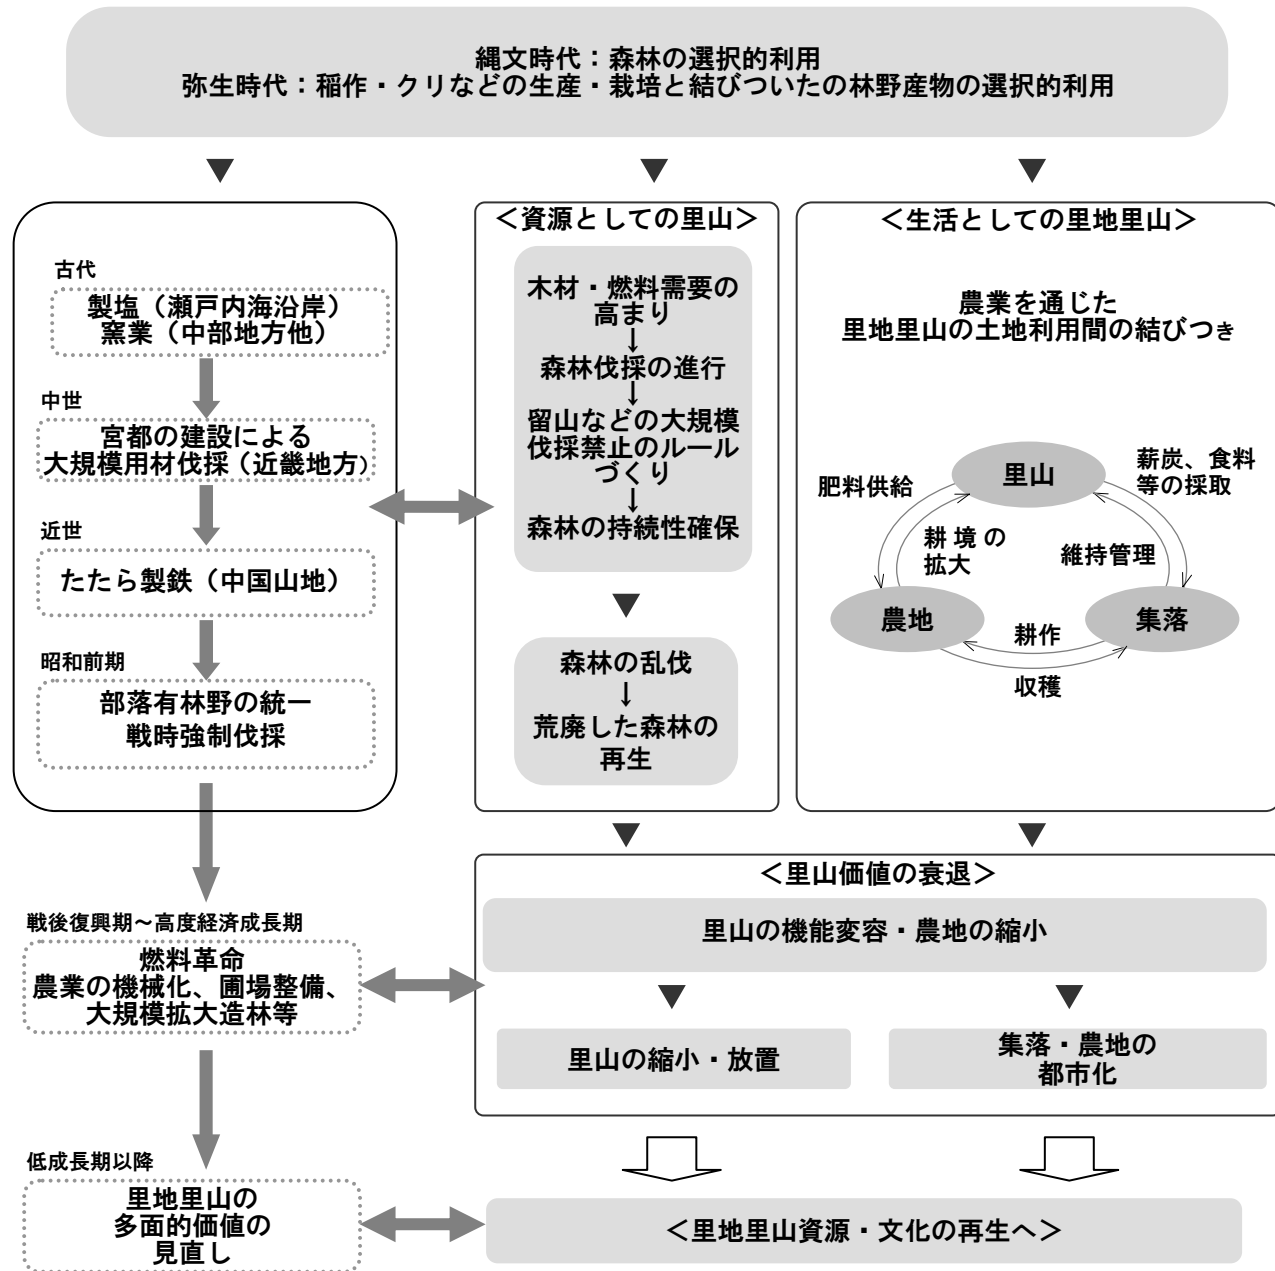 縄文時代：森林の選択的利用
弥生時代：稲作・クリなどの生産・栽培と結びついたの林野産物の選択的利用
古代
製塩（瀬戸内海沿岸）
窯業（中部地方他）
中世
宮都の建設による
大規模用材伐採（近畿地方）
近世
たたら製鉄（中国山地）
昭和前期
部落有林野の統一
戦時強制伐採
＜資源としての里山＞
木材・燃料需要の
高まり
↓
森林伐採の進行
↓
留山などの大規模
伐採禁止のルール
づくり
↓
森林の持続性確保
森林の乱伐
↓
荒廃した森林の
再生
＜生活としての里地里山＞
農業を通じた
里地里山の土地利用間の結びつき
里山
肥料供給
薪炭、食料
等の採取
耕 境 の
拡大
維持管理
農地
集落
耕作
収穫
戦後復興期～高度経済成長期
燃料革命
農業の機械化、圃場整備、
大規模拡大造林等
＜里山価値の衰退＞
里山の機能変容・農地の縮小
里山の縮小・放置
集落・農地の
都市化
低成長期以降
里地里山の
多面的価値の
見直し
＜里地里山資源・文化の再生へ＞